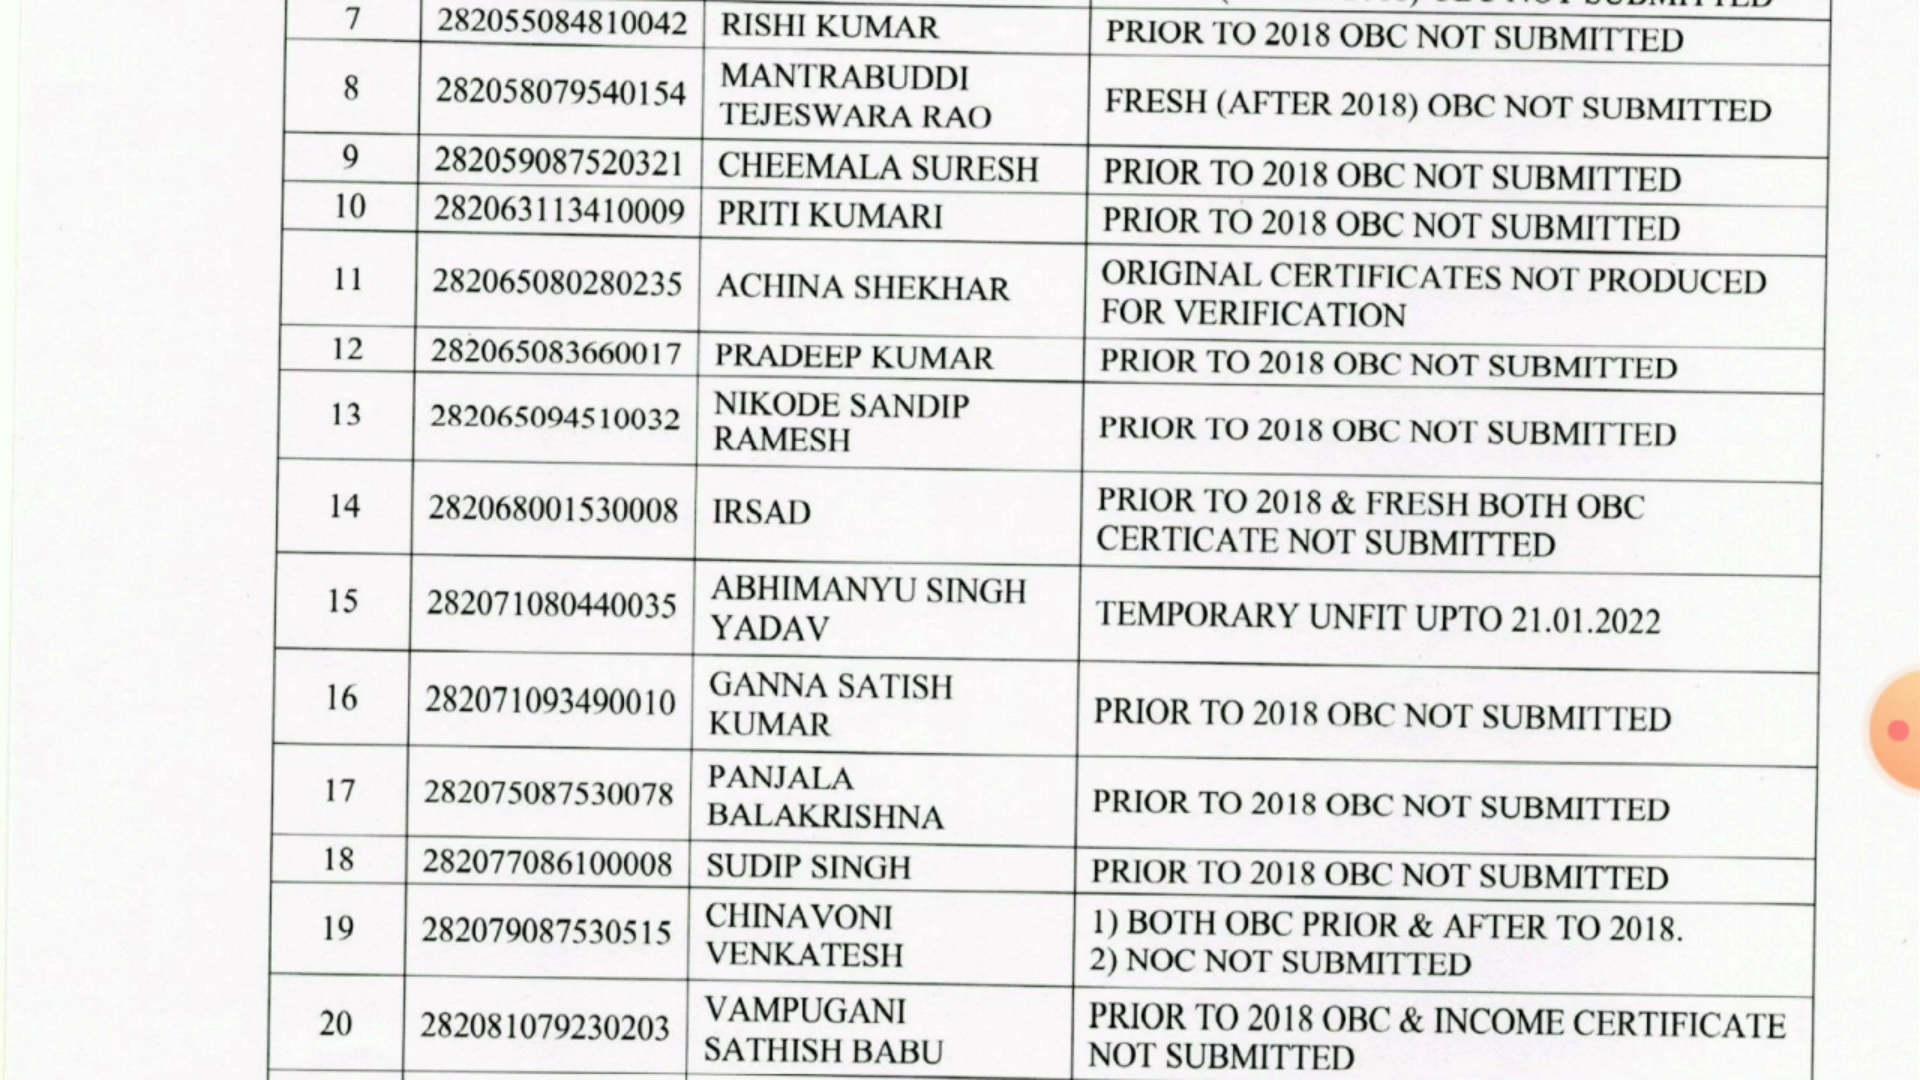 7 282055084810042 RISHI KUMAR PRIOR TO 2018 OBC NOT SUBMITTED
8 282058079540154 MANTRABUDDI TEJESWARA RAO FRESH (AFTER 2018) OBC NOT SUBMITTED
9 282059087520321 CHEEMALA SURESH PRIOR TO 2018 OBC NOT SUBMITTED
10 282063113410009 PRITI KUMARI PRIOR TO 2018 OBC NOT SUBMITTED
11 282065080280235 ACHINA SHEKHAR ORIGINAL CERTIFICATES NOT PRODUCED
FOR VERIFICATION
12 282065083660017 PRADEEP KUMAR PRIOR TO 2018 OBC NOT SUBMITTED
13 282065094510032 NIKODE SANDIP
RAMESH PRIOR TO 2018 OBC NOT SUBMITTED
14 282068001530008 IRSAD PRIOR TO 2018 & FRESH BOTH OBC
CERTICATE NOT SUBMITTED
15 282071080440035 ABHIMANYU SINGH
YADAV TEMPORARY UNFIT UPTO 21.01.2022
16 282071093490010 GANNA SATISH
KUMAR PRIOR TO 2018 OBC NOT SUBMITTED
17 282075087530078 PANJALA
BALAKRISHNA PRIOR TO 2018 OBC NOT SUBMITTED
18 282077086100008 SUDIP SINGH PRIOR TO 2018 OBC NOT SUBMITTED
19 282079087530515 CHINAVONI
VENKATESH 1) BOTH OBC PRIOR & AFTER TO 2018.
2) NOC NOT SUBMITTED
20 282081079230203 VAMPUGANI
SATHISH BABU PRIOR TO 2018 OBC & INCOME CERTIFICATE
NOT SUBMITTED